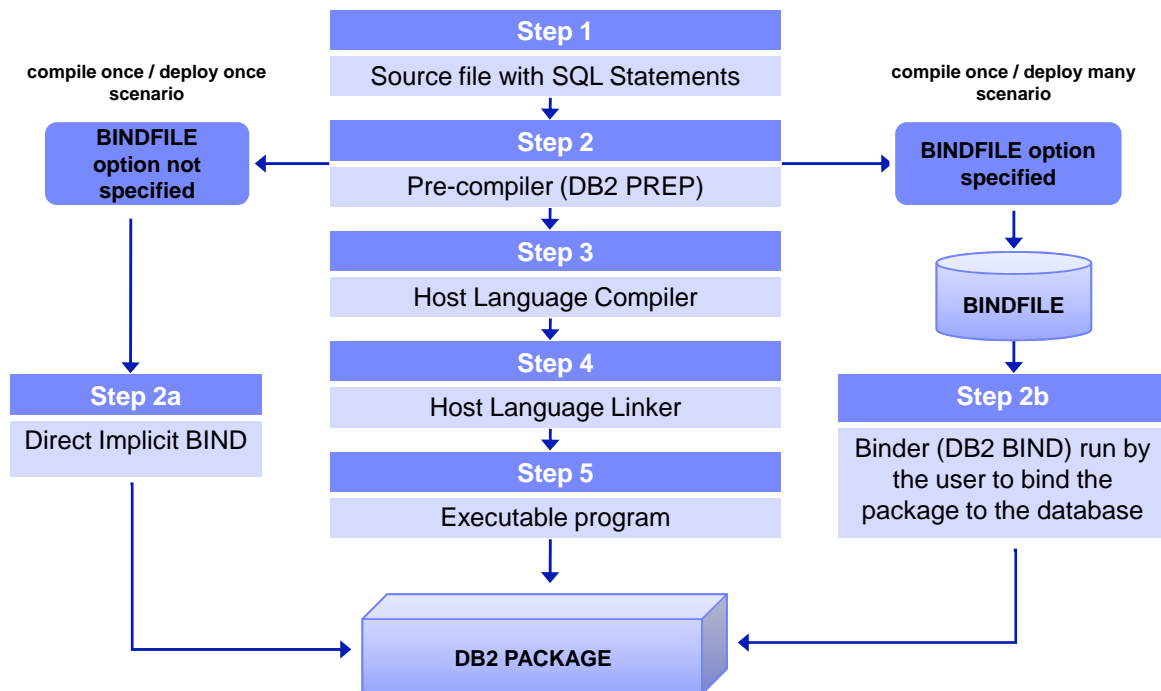 Step 1
Source file with SQL Statements
compile once / deploy once
scenario
compile once / deploy many
scenario
BINDFILE
option not
specified
Step 2
Pre-compiler (DB2 PREP)
BINDFILE option
specified
Step 3
Host Language Compiler
BINDFILE
Step 4
Host Language Linker
Step 2a
Direct Implicit BIND
Step 2b
Binder (DB2 BIND) run by
the user to bind the
package to the database
Step 5
Executable program
DB2 PACKAGE